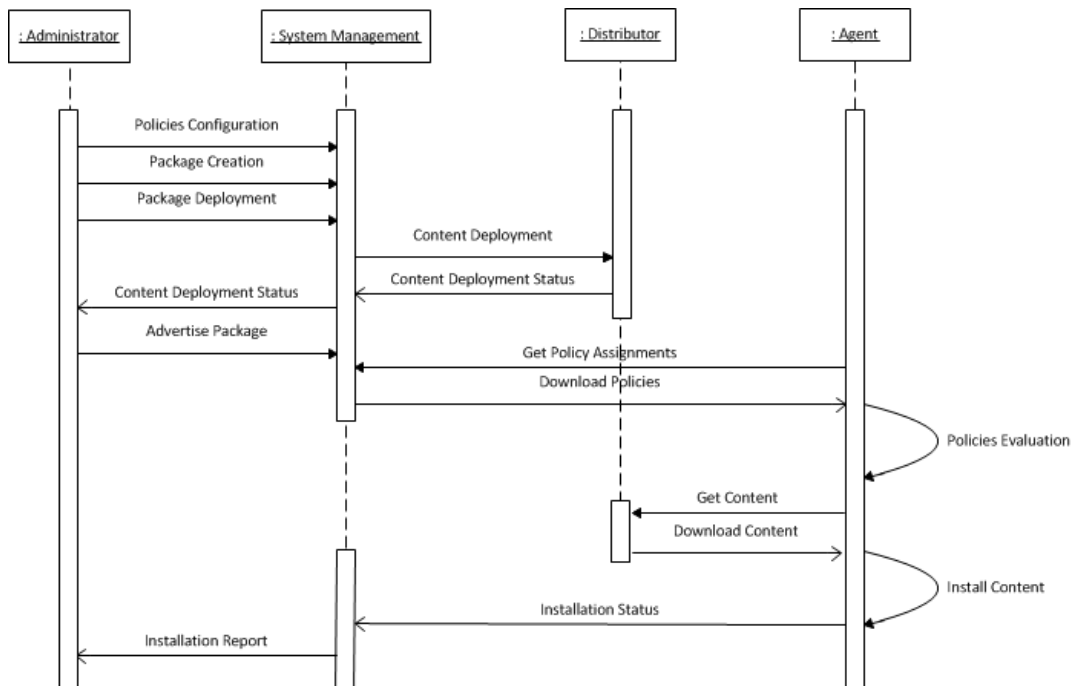 : Administrator
: System Management
: Distributor
: Agent
Policies Configuration
Package Creation
Package Deployment
Content Deployment
Content Deployment Status
Content Deployment Status
Advertise Package
Get Policy Assignments
Download Policies
Policies Evaluation
Get Content
Download Content
Install Content
Installation Status
Installation Report